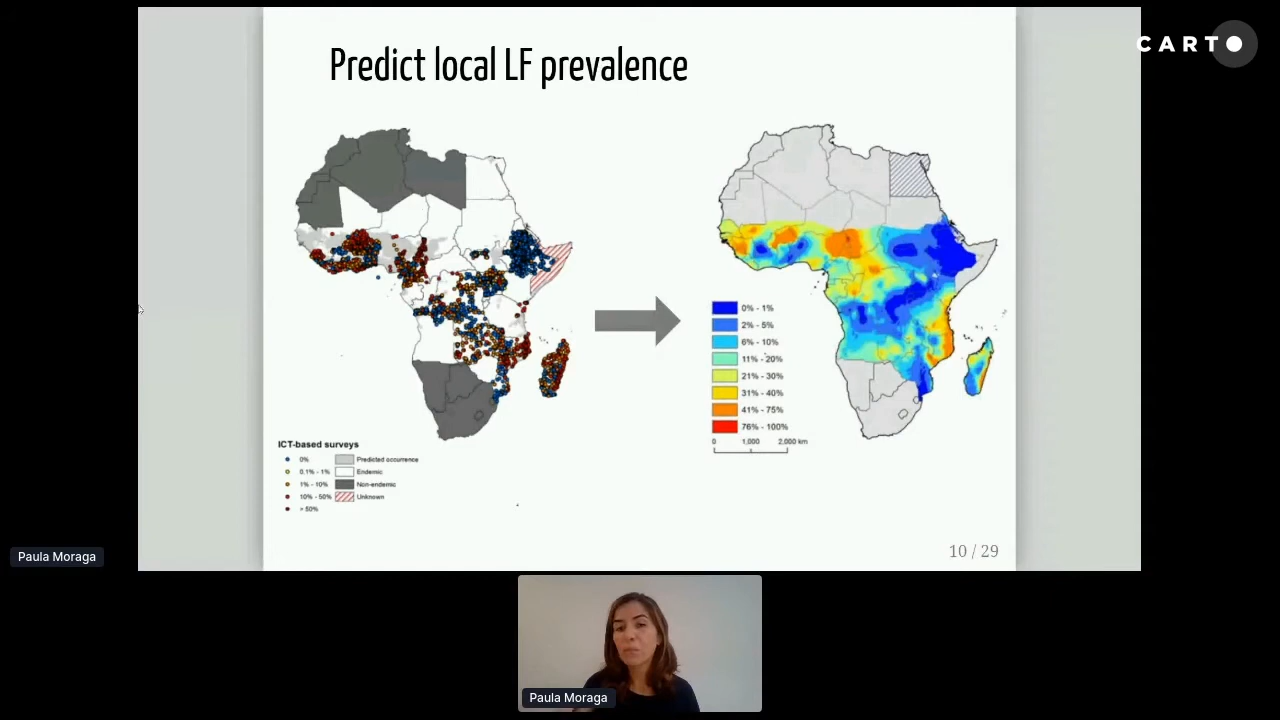 CARTO
Predict local LF prevalence
0% - 1%
2% - 5%
6% - 10%
11% - 20%
21% - 30%
31% - 40%
41% - 75%
76% - 100%
0 1,000 2,000 km
ICT-based surveys
0% Predicted occurrence
0.1% - 1% Endemic
1% - 10% Non-endemic
10% - 50% Unknown
> 50%
10 / 29
Paula Moraga
Paula Moraga